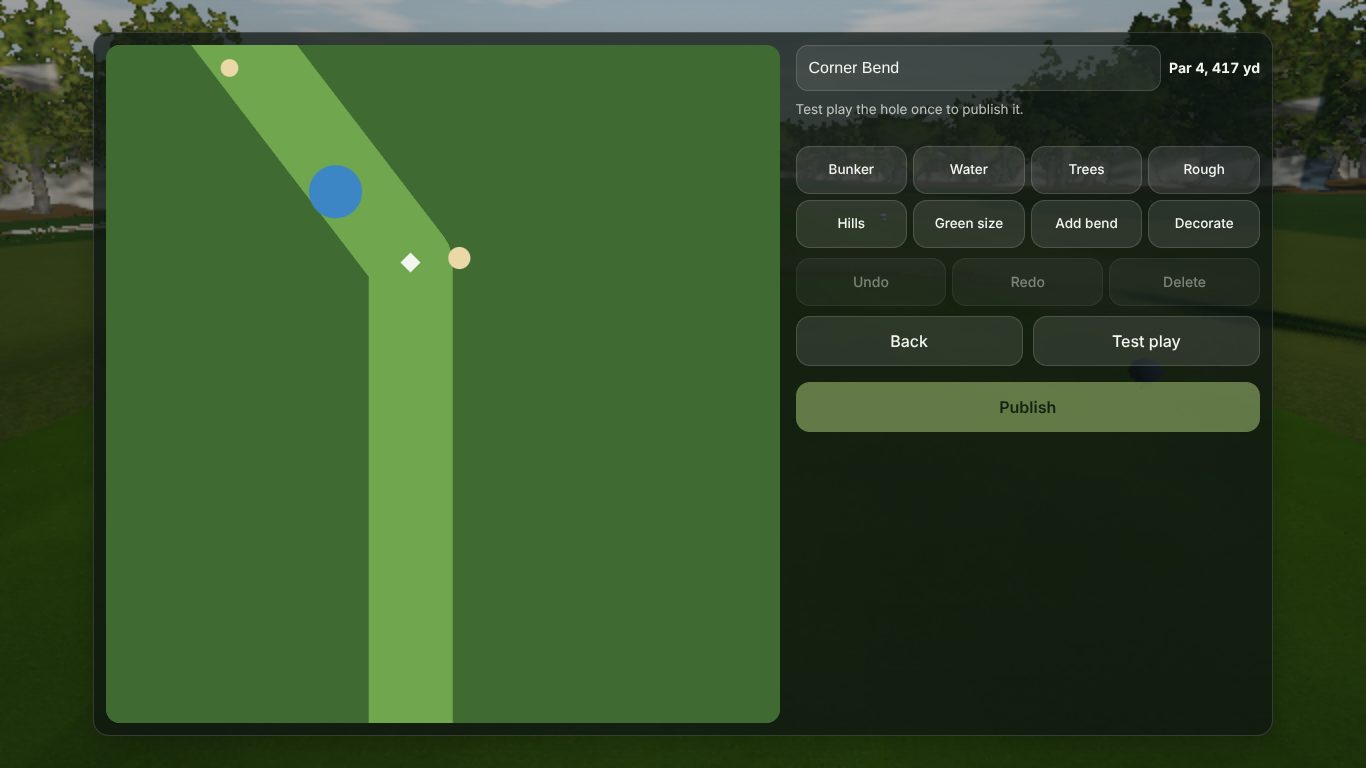 Corner Bend
Par 4, 417 yd
Test play the hole once to publish it.
Bunker
Water
Trees
Rough
Hills
Green size
Add bend
Decorate
Undo
Redo
Delete
Back
Test play
Publish